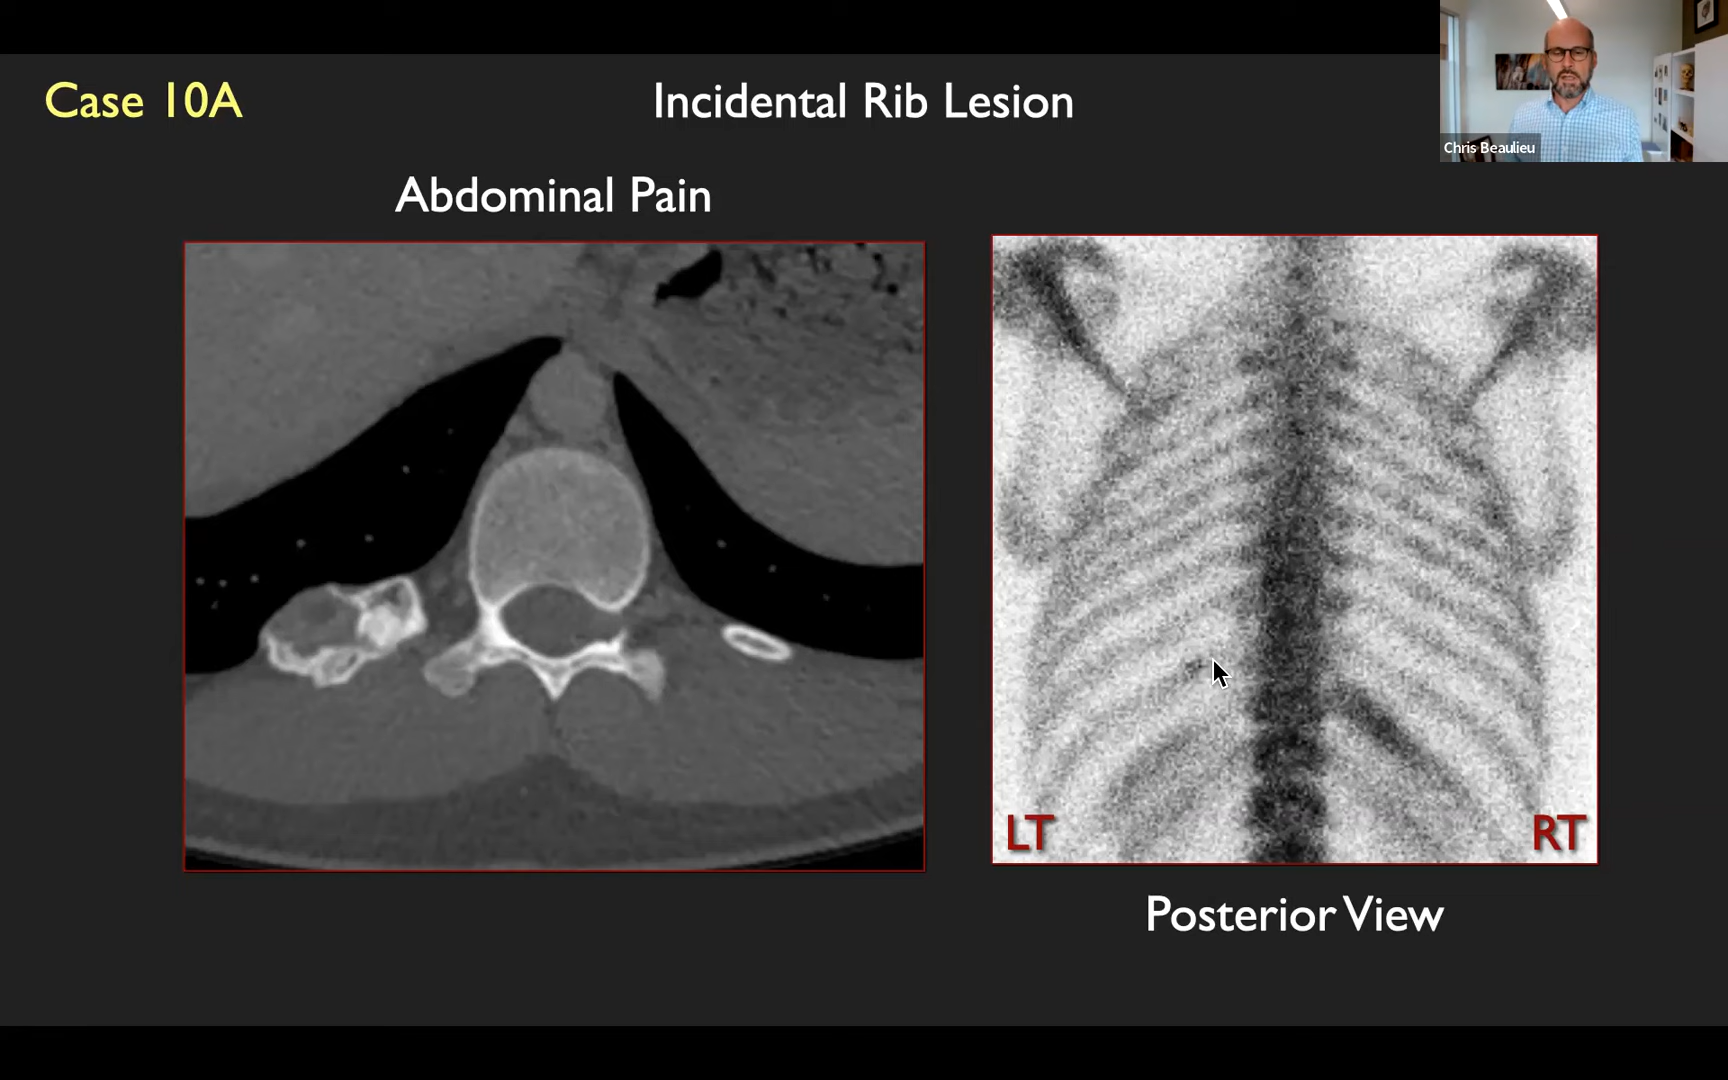 Case 10A
Incidental Rib Lesion
Chris Beaulieu
Abdominal Pain
LT
RT
Posterior View